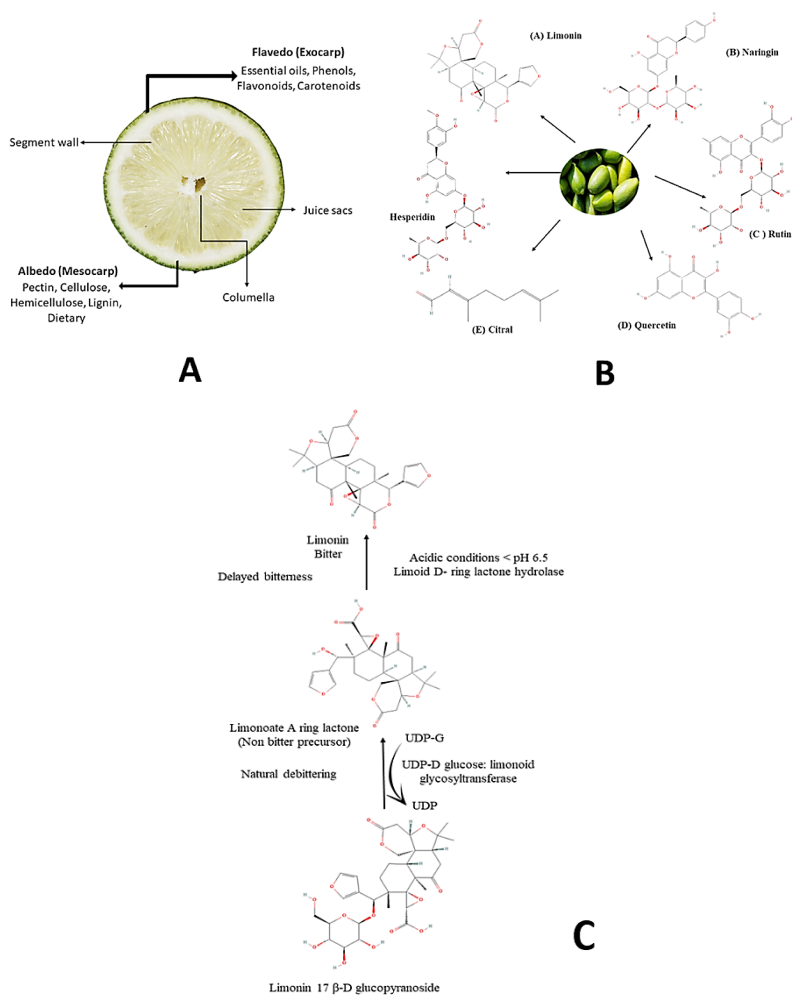 Flavedo (Exocarp)
Essential oils, Phenols,
Flavonoids, Carotenoids
Segment wall
Juice sacs
Albedo (Mesocarp)
Pectin, Cellulose,
Hemicellulose, Lignin,
Dietary
Columella
A
(A) Limonin
(B) Naringin
Hesperidin
(C ) Rutin
(D) Quercetin
(E) Citral
B
Limonin
Bitter
Delayed bitterness
Acidic conditions < pH 6.5
Limoid D- ring lactone hydrolase
Limonoate A ring lactone
(Non bitter precursor)
UDP-G
Natural debittering
UDP-D glucose: limonoid
glycosyltransferase
UDP
C
Limonin 17 β-D glucopyranoside